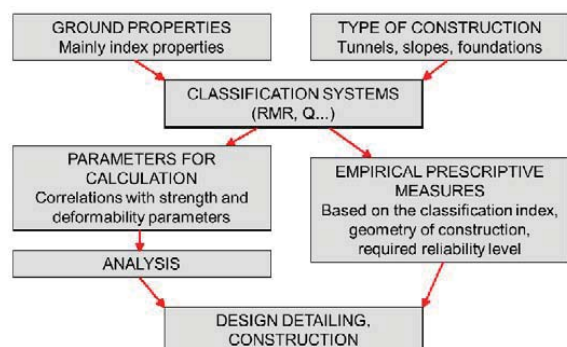 GROUND PROPERTIES
Mainly index properties
TYPE OF CONSTRUCTION
Tunnels, slopes, foundations
CLASSIFICATION SYSTEMS
(RMR, Q...)
PARAMETERS FOR
CALCULATION
Correlations with strength and
deformability parameters
EMPIRICAL PRESCRIPTIVE
MEASURES
Based on the classification index,
geometry of construction,
required reliability level
ANALYSIS
DESIGN DETAILING,
CONSTRUCTION